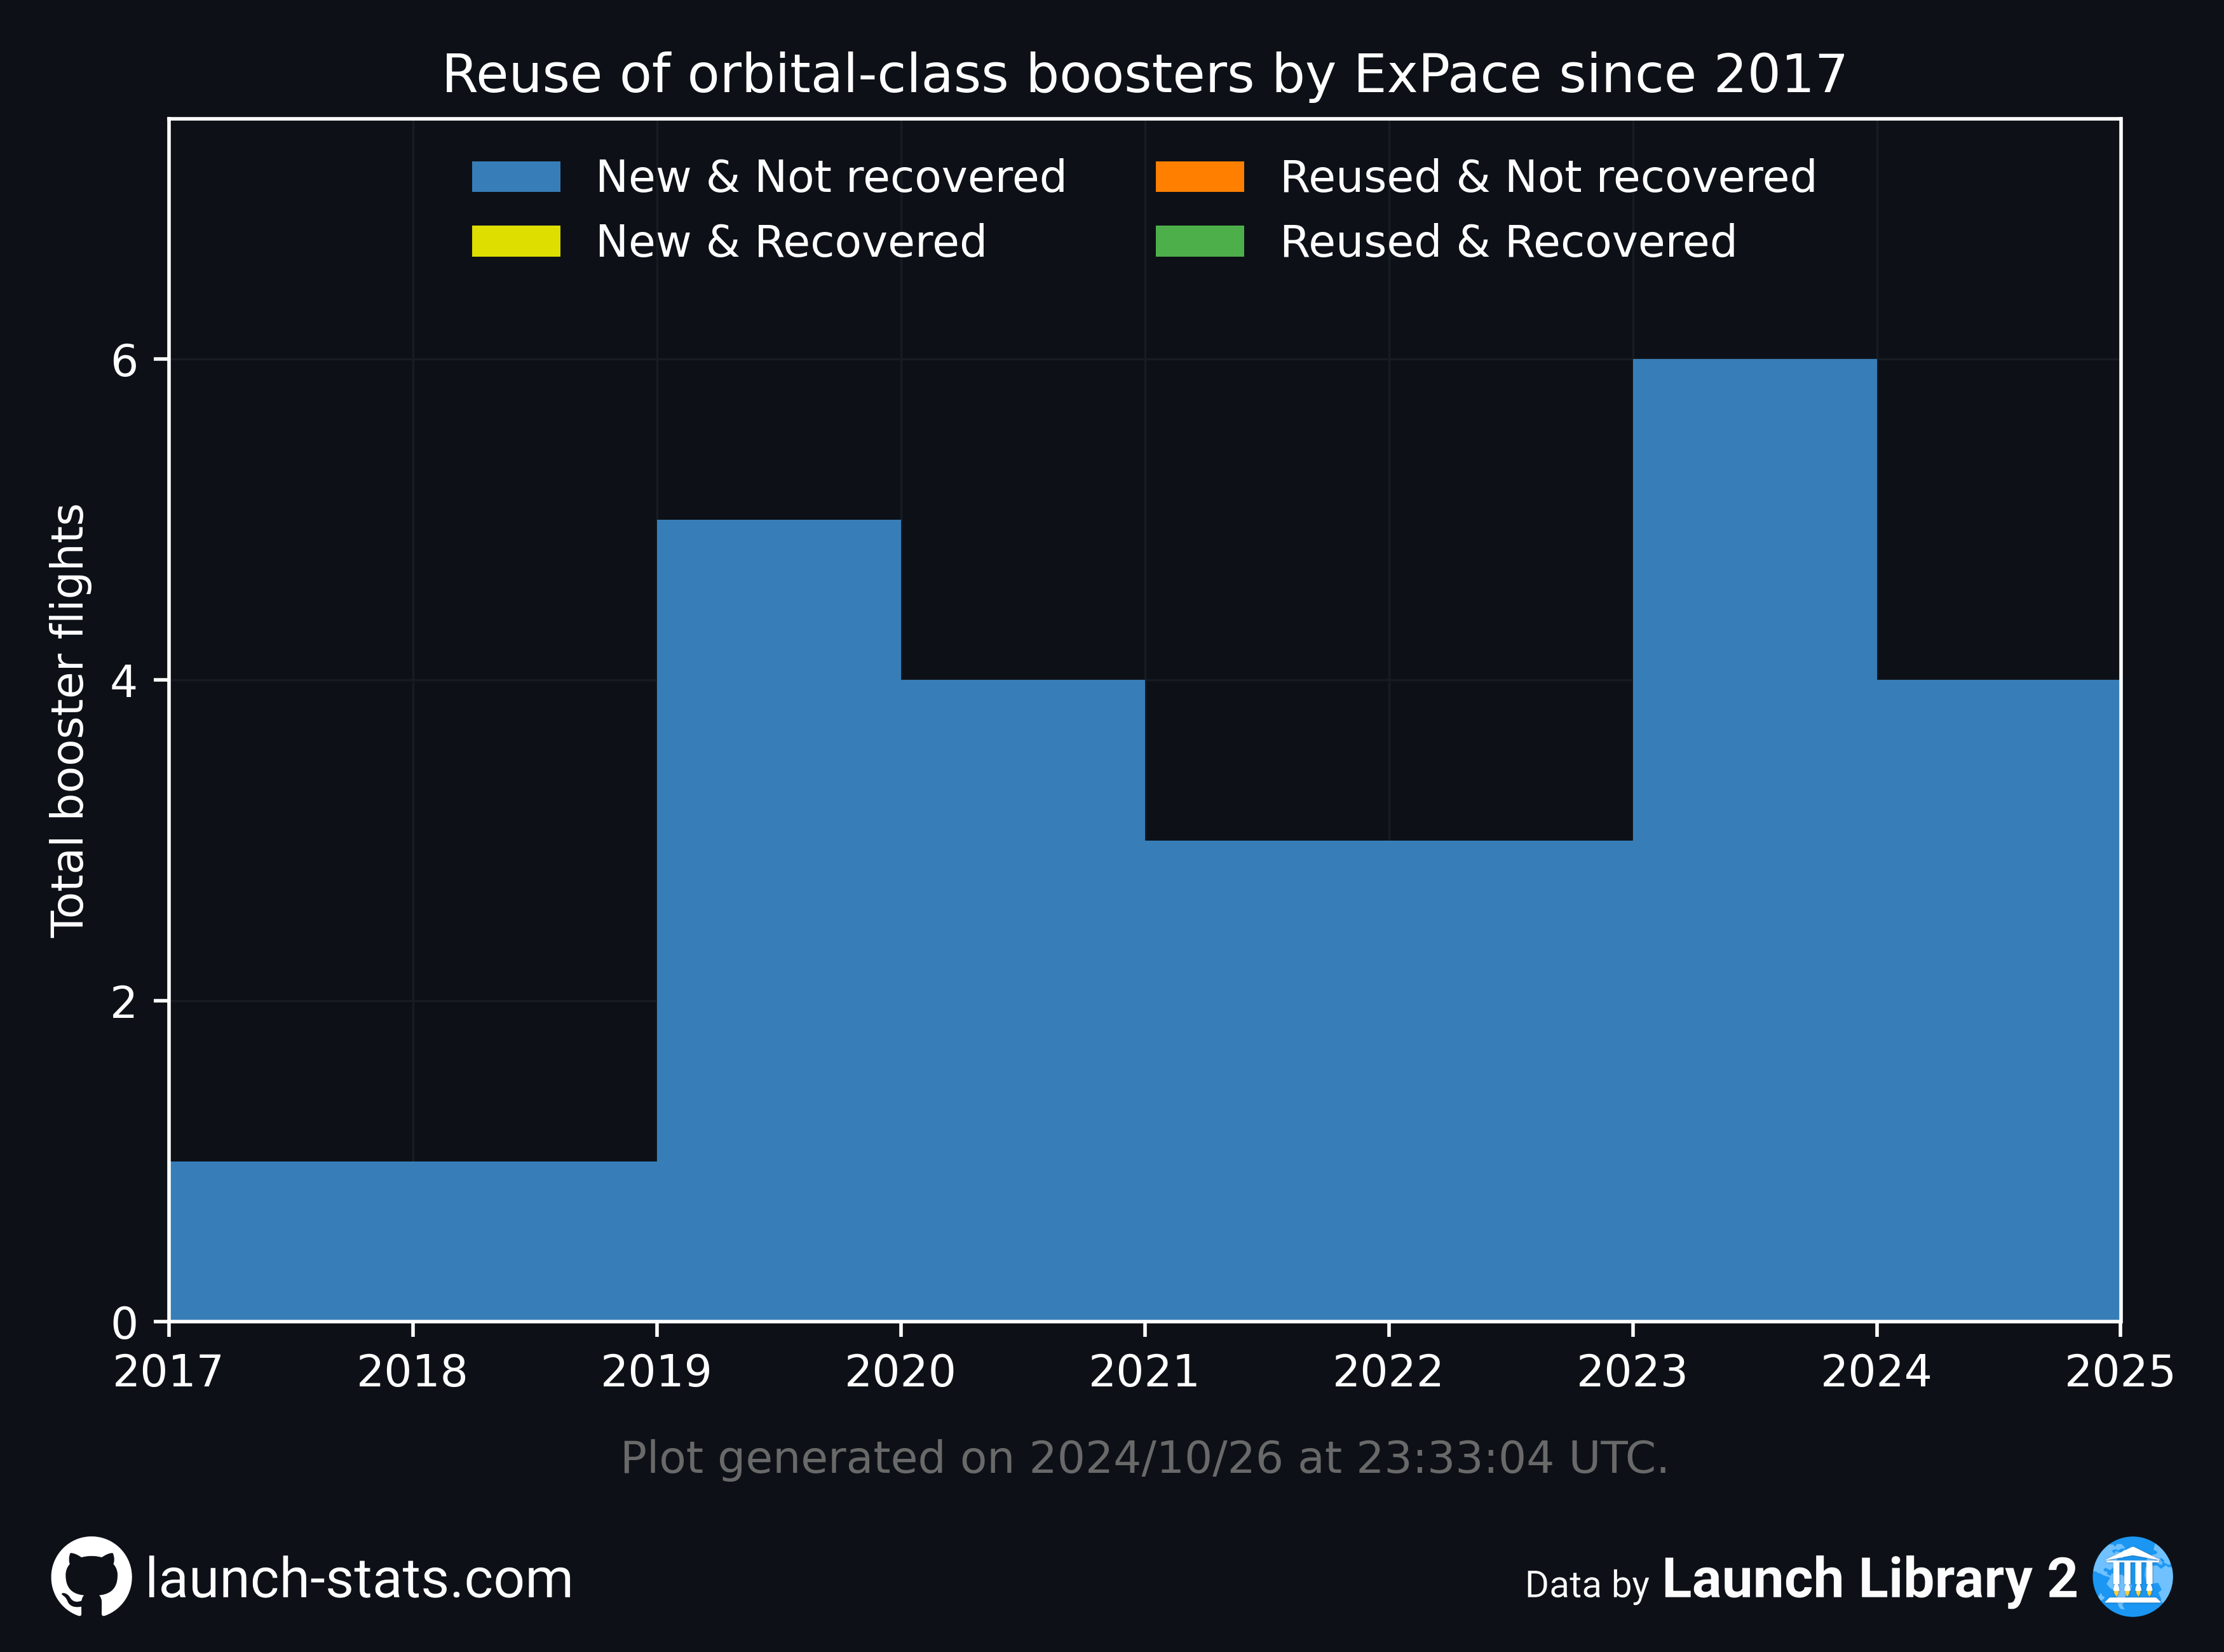 Reuse of orbital-class boosters by ExPace since 2017
New & Not recovered
New & Recovered
Reused & Not recovered
Reused & Recovered
Total booster flights
6
4
2
0
2017 2018 2019 2020 2021 2022 2023 2024 2025
Plot generated on 2024/10/26 at 23:33:04 UTC.
launch-stats.com
Data by Launch Library 2